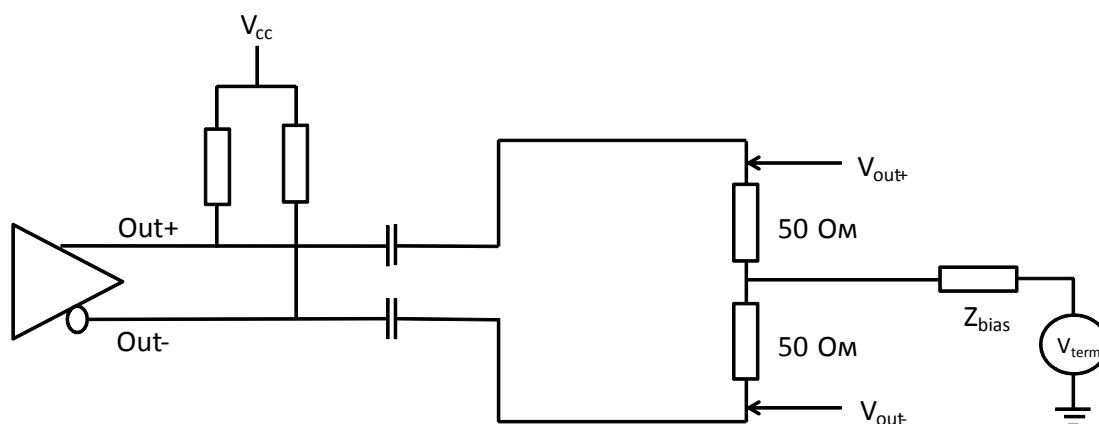 Vcc
Out+
Out-
Vout+
50 Ом
Zbias
50 Ом
Vterm
Vout-